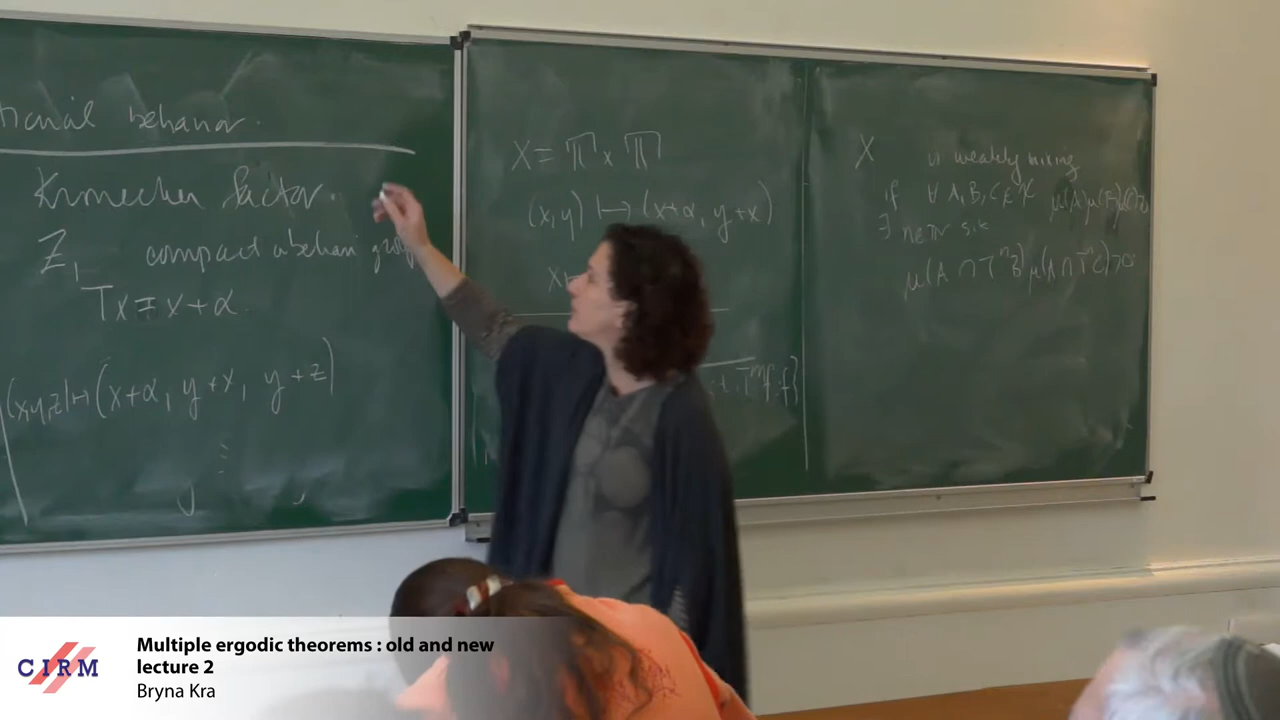 behavior.
Kronecker factor.
Z₁ compact abelian group
Tx = x+α
(x,y,z) ↦ (x+α, y+x, y+z)
⋮
X = 𝕋 × 𝕋
(x,y) ↦ (x+α, y+x)
X is weakly mixing
if ∀ A,B,C ∈ 𝒳
∃ n∈ℕ s.t.
μ(A ∩ T⁻ⁿB) μ(A ∩ T⁻ⁿC)>0
CIRM
Multiple ergodic theorems : old and new
lecture 2
Bryna Kra